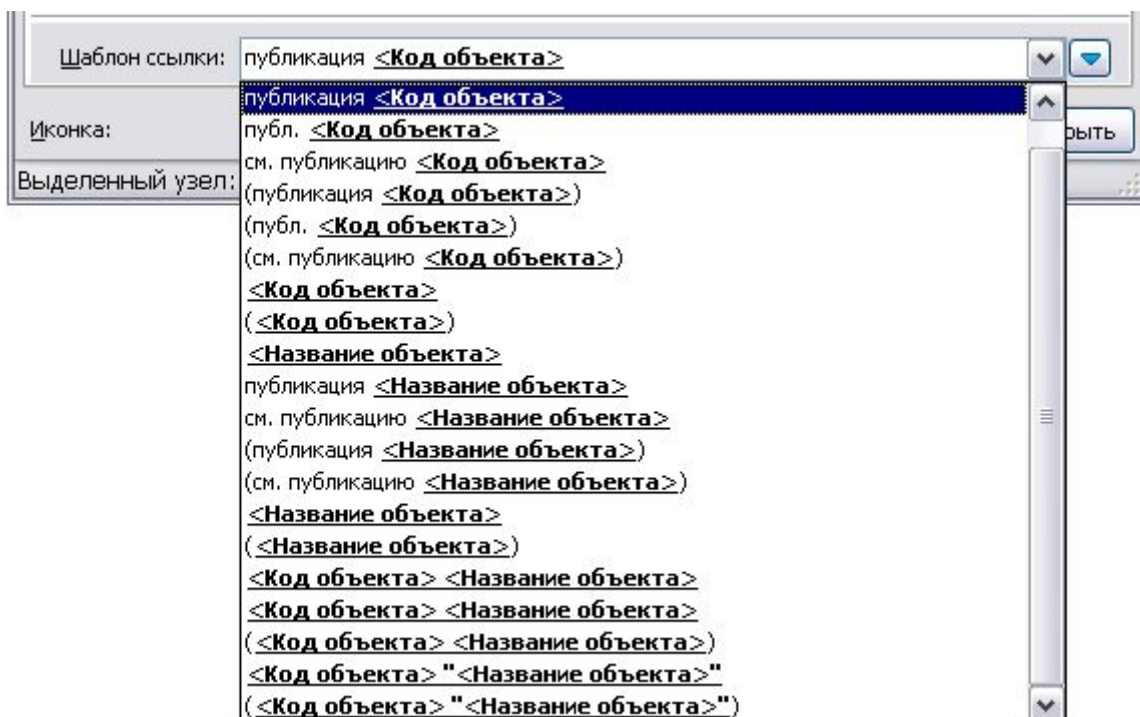 Шаблон ссылки: публикация <Код объекта>
публикация <Код объекта>
Иконка:
публ. <Код объекта>
см. публикацию <Код объекта>
Выделенный узел:
(публикация <Код объекта>)
(публ. <Код объекта>)
(см. публикацию <Код объекта>)
<Код объекта>
(<Код объекта>)
<Название объекта>
публикация <Название объекта>
см. публикацию <Название объекта>
(публикация <Название объекта>)
(см. публикацию <Название объекта>)
<Название объекта>
(<Название объекта>)
<Код объекта> <Название объекта>
<Код объекта> <Название объекта>
(<Код объекта> <Название объекта>)
<Код объекта> "<Название объекта>"
(<Код объекта> "<Название объекта>")